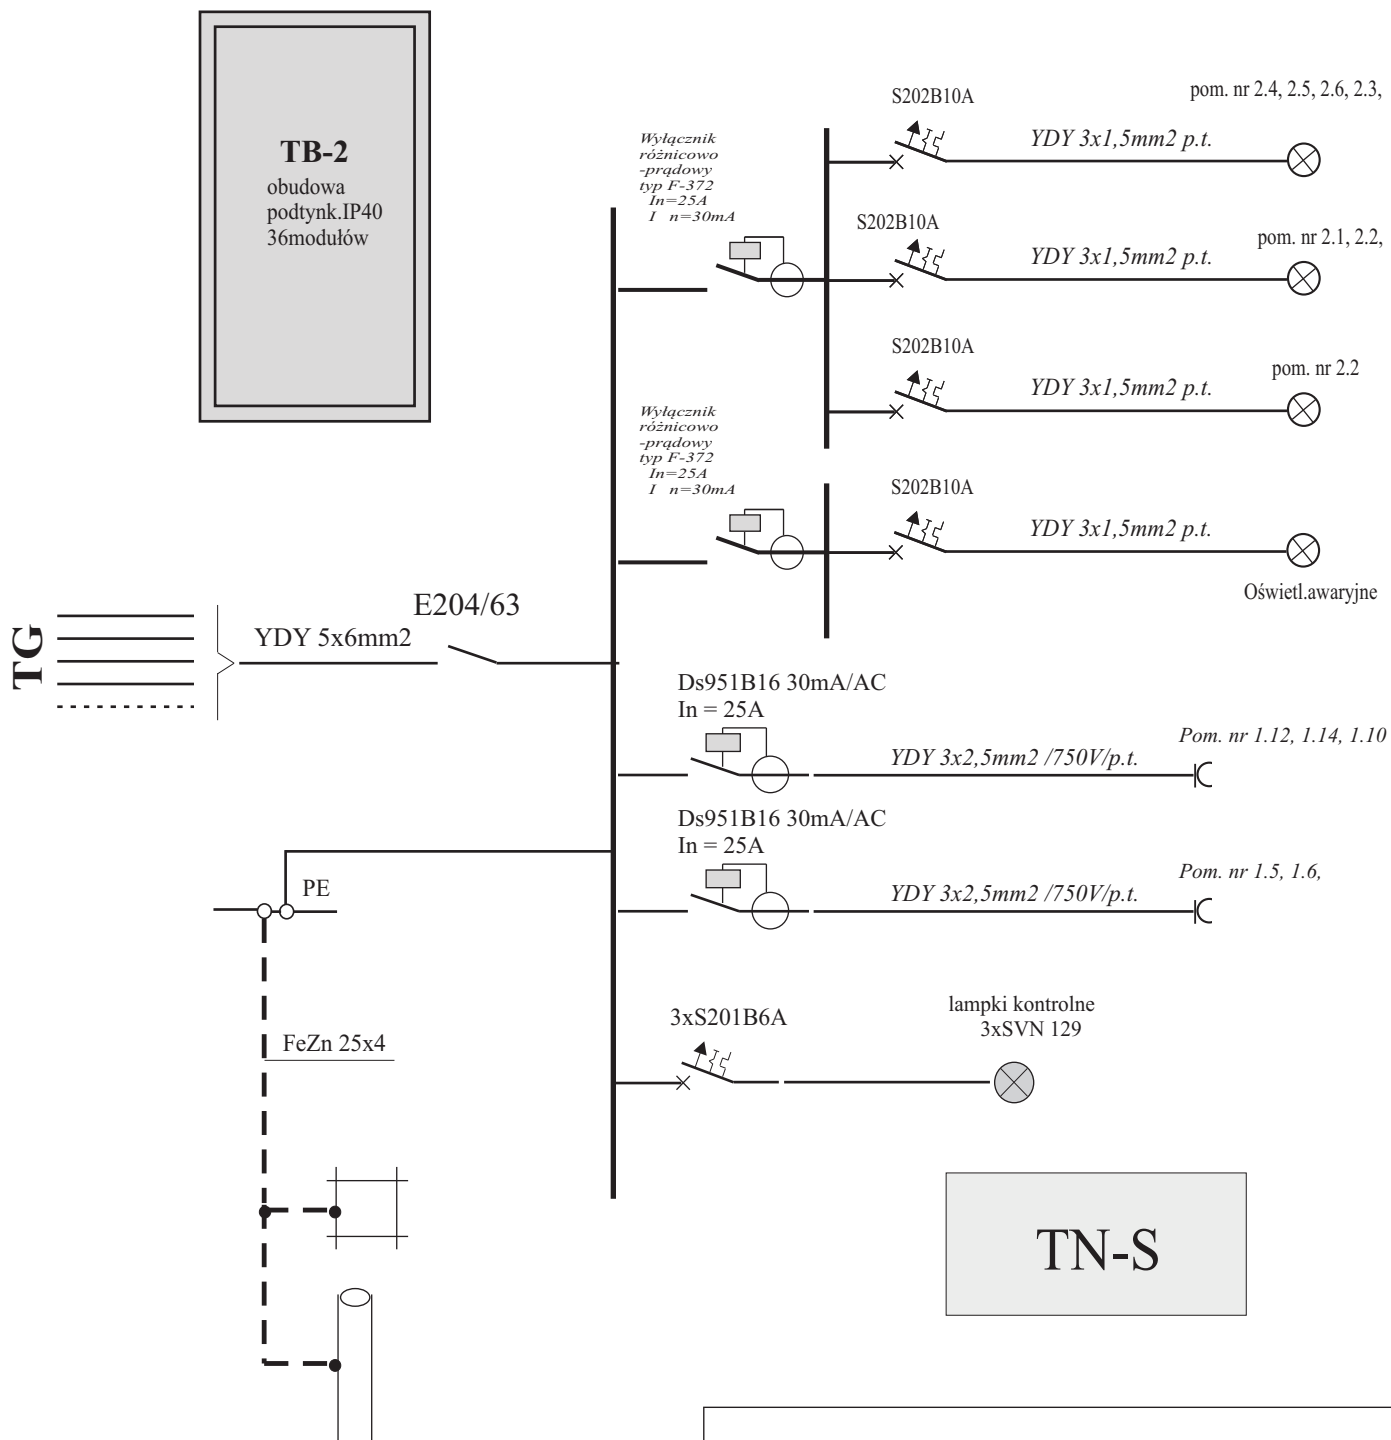 TB-2
obudowa
podtynk.IP40
36modułów
Wyłącznik
różnicowo
-prądowy
typ F-372
In=25A
I n=30mA
S202B10A
YDY 3x1,5mm2 p.t.
pom. nr 2.4, 2.5, 2.6, 2.3,
S202B10A
YDY 3x1,5mm2 p.t.
pom. nr 2.1, 2.2,
S202B10A
YDY 3x1,5mm2 p.t.
pom. nr 2.2
Wyłącznik
różnicowo
-prądowy
typ F-372
In=25A
I n=30mA
S202B10A
YDY 3x1,5mm2 p.t.
Oświetl.awaryjne
TG
YDY 5x6mm2
E204/63
Ds951B16 30mA/AC
In = 25A
YDY 3x2,5mm2 /750V/p.t.
Pom. nr 1.12, 1.14, 1.10
Ds951B16 30mA/AC
In = 25A
YDY 3x2,5mm2 /750V/p.t.
Pom. nr 1.5, 1.6,
PE
FeZn 25x4
3xS201B6A
lampki kontrolne
3xSVN 129
TN-S